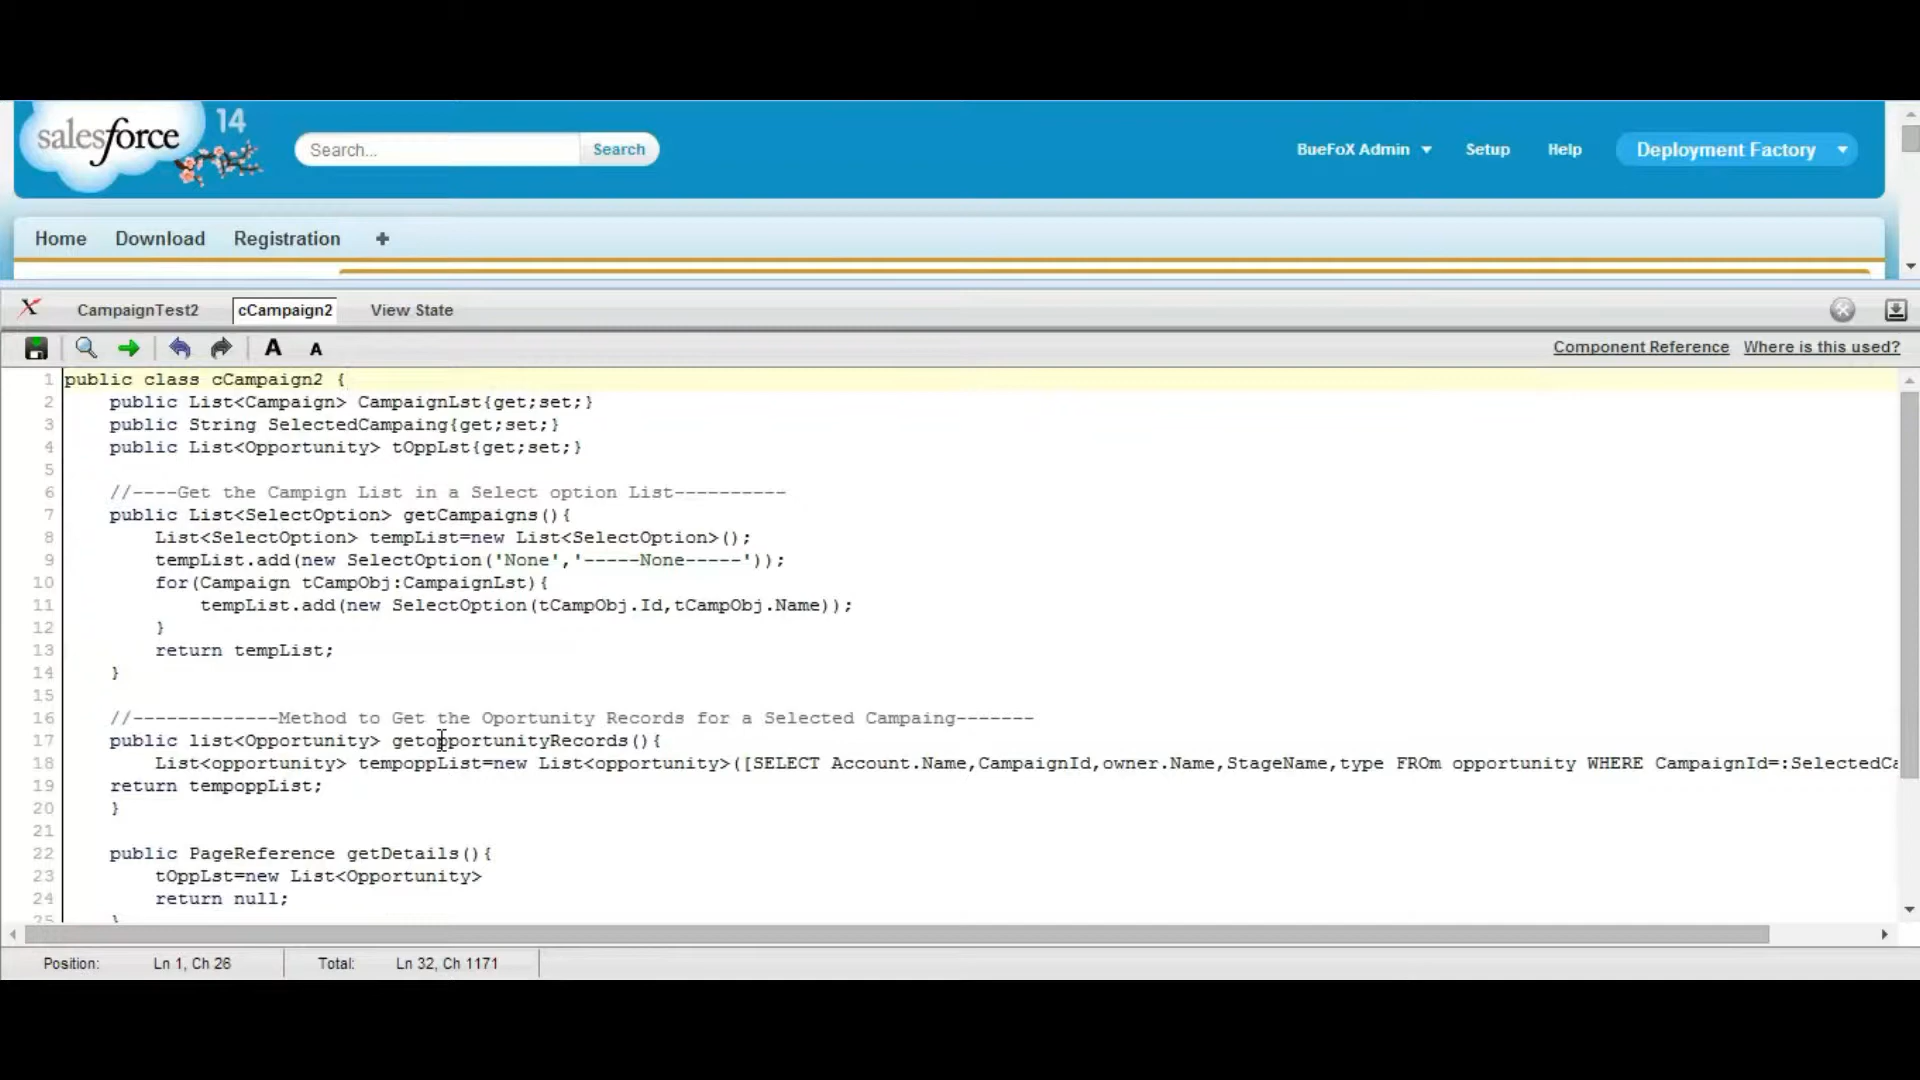 salesforce 14
Search... Search BueFoX Admin Setup Help Deployment Factory
Home Download Registration +
CampaignTest2 cCampaign2 View State
A A Component Reference Where is this used?
1 public class cCampaign2 {
2 public List<Campaign> CampaignLst{get;set;}
3 public String SelectedCampaing{get;set;}
4 public List<Opportunity> tOppLst{get;set;}
5
6 //----Get the Campign List in a Select option List----------
7 public List<SelectOption> getCampaigns(){
8 List<SelectOption> tempList=new List<SelectOption>();
9 tempList.add(new SelectOption('None','-----None-----'));
10 for(Campaign tCampObj:CampaignLst){
11 tempList.add(new SelectOption(tCampObj.Id,tCampObj.Name));
12 }
13 return tempList;
14 }
15
16 //-------------Method to Get the Oportunity Records for a Selected Campaing-------
17 public list<Opportunity> getopportunityRecords(){
18 List<opportunity> tempoppList=new List<opportunity>([SELECT Account.Name,CampaignId,owner.Name,StageName,type FROm opportunity WHERE CampaignId=:SelectedCa
19 return tempoppList;
20 }
21
22 public PageReference getDetails(){
23 tOppLst=new List<Opportunity>
24 return null;
25 }
Position: Ln 1, Ch 26 Total: Ln 32, Ch 1171